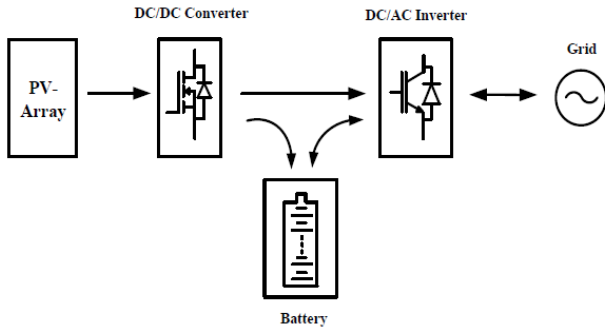 DC/DC Converter
DC/AC Inverter
Grid
PV-
Array
Battery